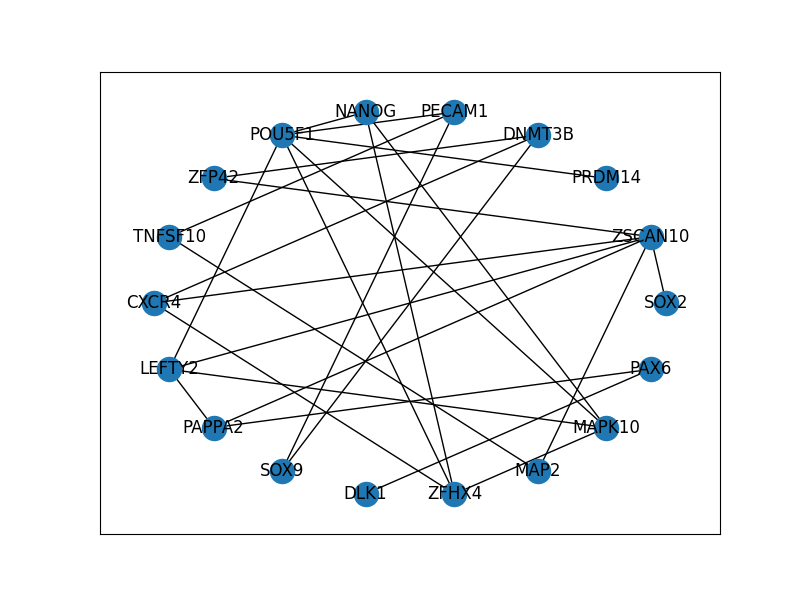 NANOG
PECAM1
POU5F1
DNMT3B
ZFP42
PRDM14
TNFSF10
ZSCAN10
CXCR4
SOX2
LEFTY2
PAX6
PAPPA2
MAPK10
SOX9
MAP2
DLK1
ZFHX4